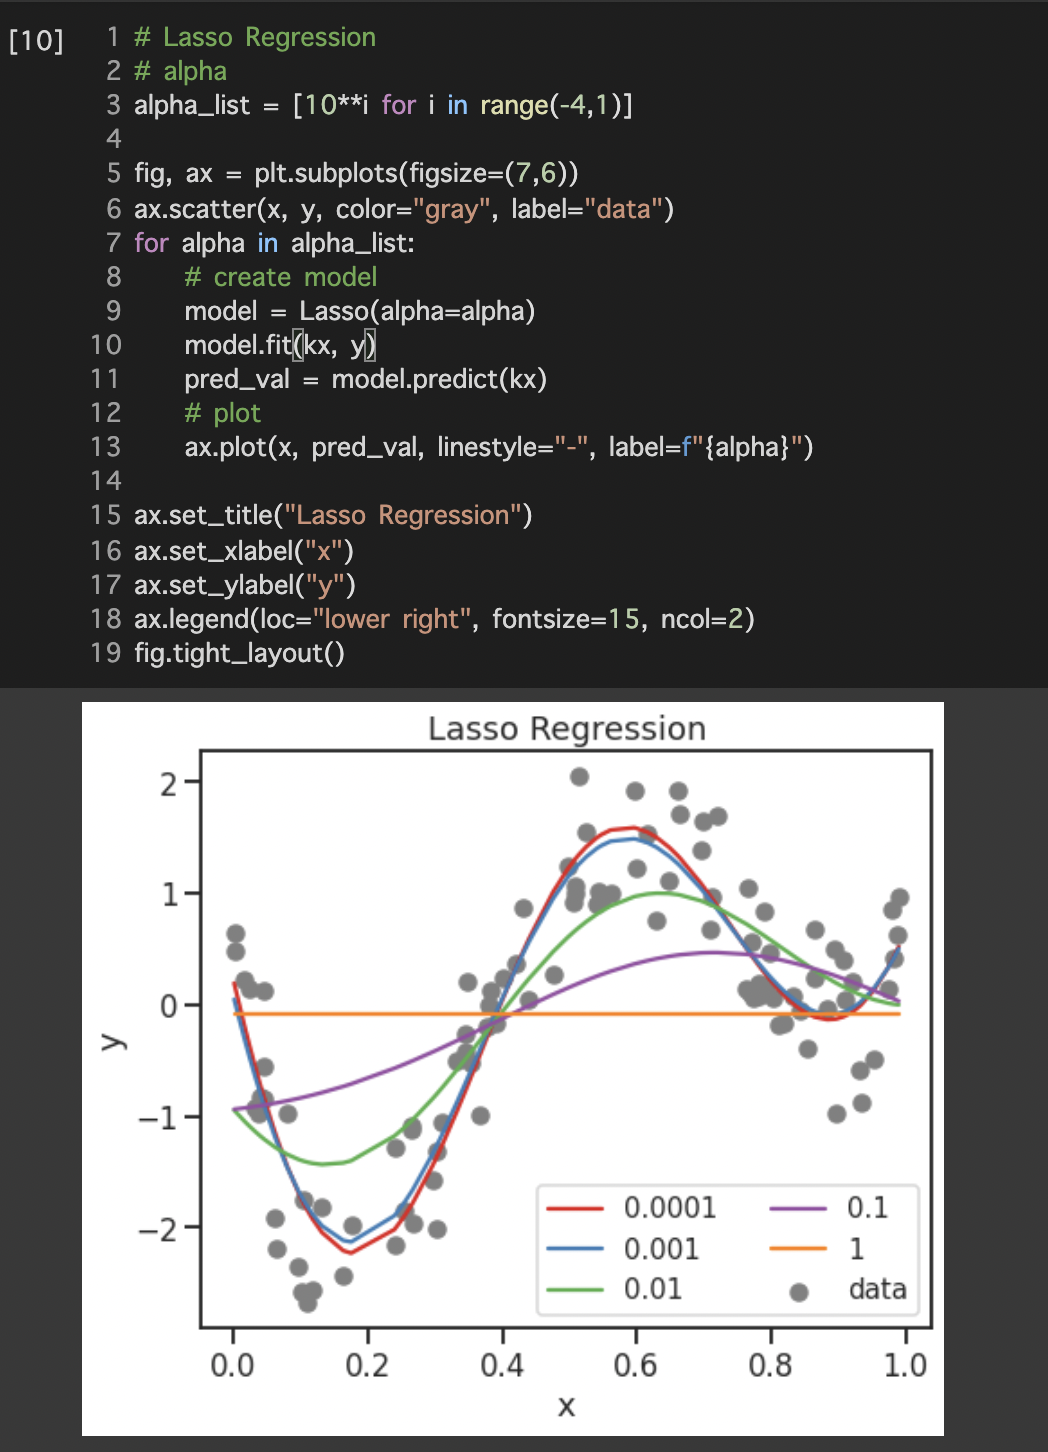 [10]
1 # Lasso Regression
2 # alpha
3 alpha_list = [10**i for i in range(-4,1)]
4
5 fig, ax = plt.subplots(figsize=(7,6))
6 ax.scatter(x, y, color="gray", label="data")
7 for alpha in alpha_list:
8     # create model
9     model = Lasso(alpha=alpha)
10     model.fit(kx, y)
11     pred_val = model.predict(kx)
12     # plot
13     ax.plot(x, pred_val, linestyle="-", label=f"{alpha}")
14
15 ax.set_title("Lasso Regression")
16 ax.set_xlabel("x")
17 ax.set_ylabel("y")
18 ax.legend(loc="lower right", fontsize=15, ncol=2)
19 fig.tight_layout()
Lasso Regression
2
1
0
−1
−2
y
0.0001 0.1
0.001 1
0.01 data
0.0 0.2 0.4 0.6 0.8 1.0
x